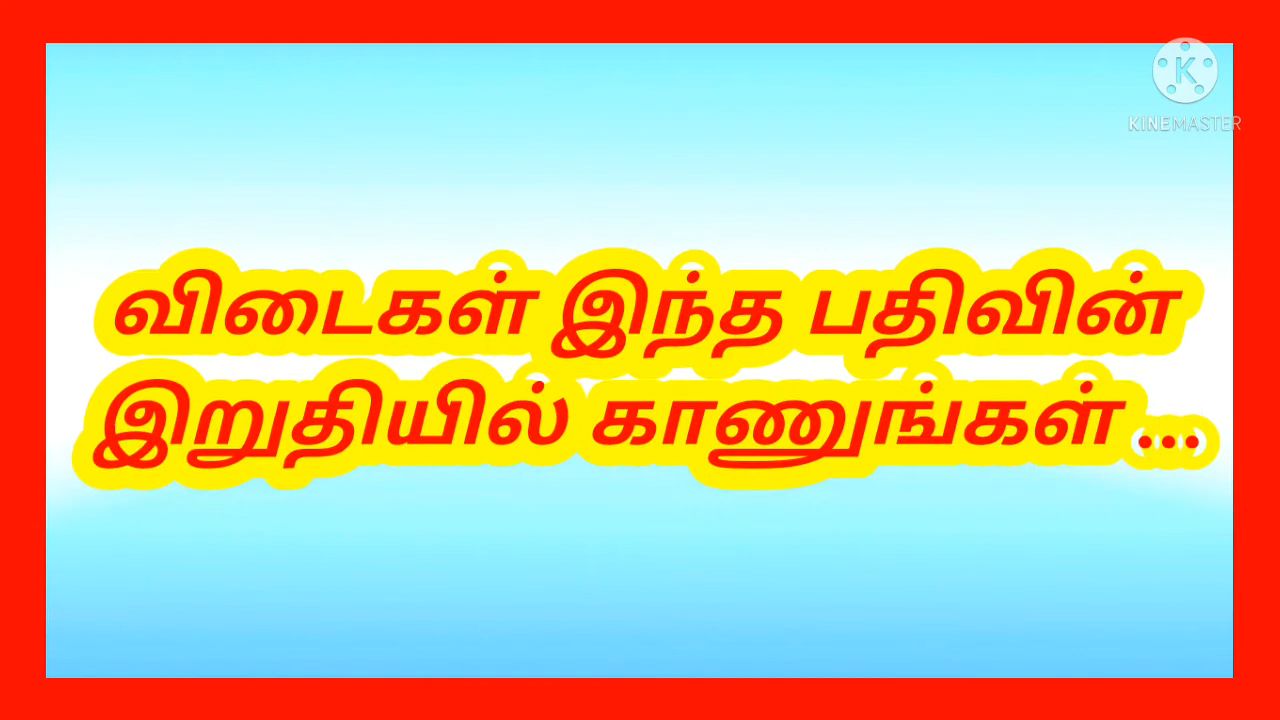 K
KINEMASTER
விடைகள் இந்த பதிவின்
இறுதியில் காணுங்கள் ...